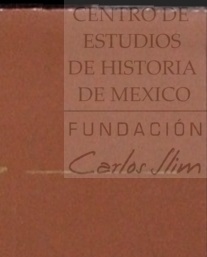 CENTRO DE
ESTUDIOS
DE HISTORIA
DE MEXICO
FUNDACIÓN
Carlos Slim